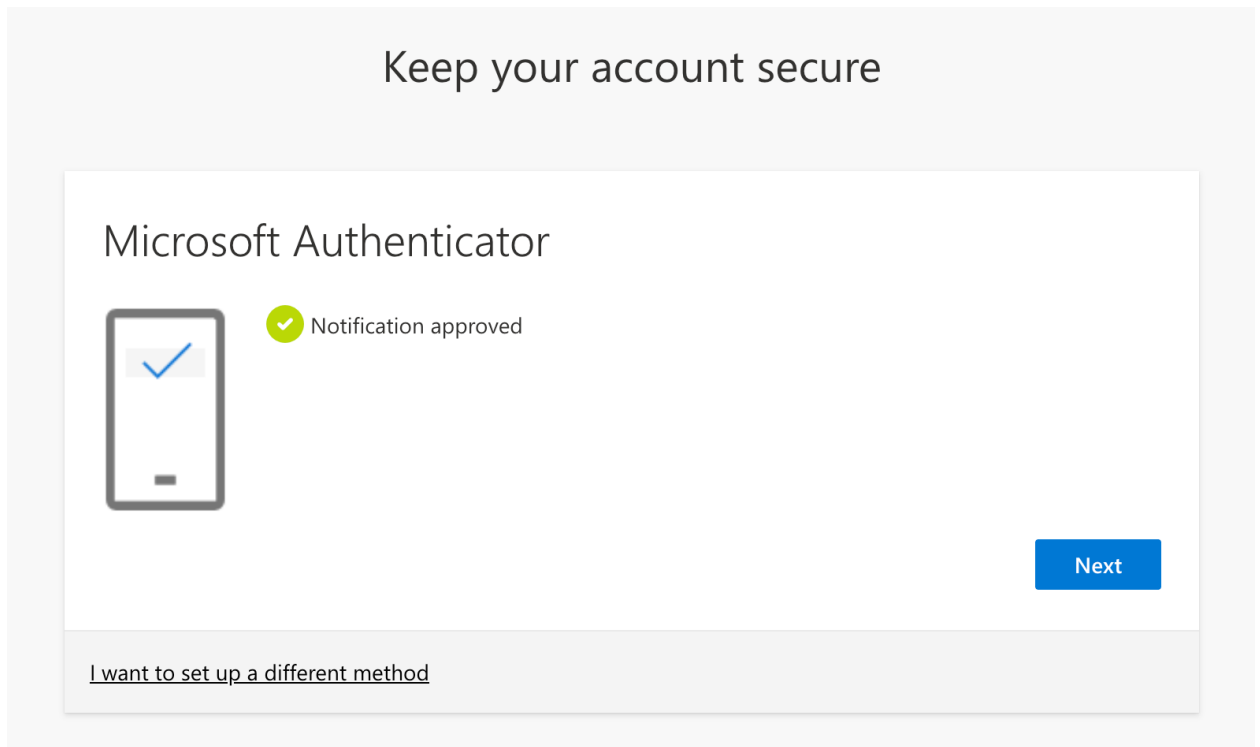 Keep your account secure
Microsoft Authenticator
Notification approved
Next
I want to set up a different method